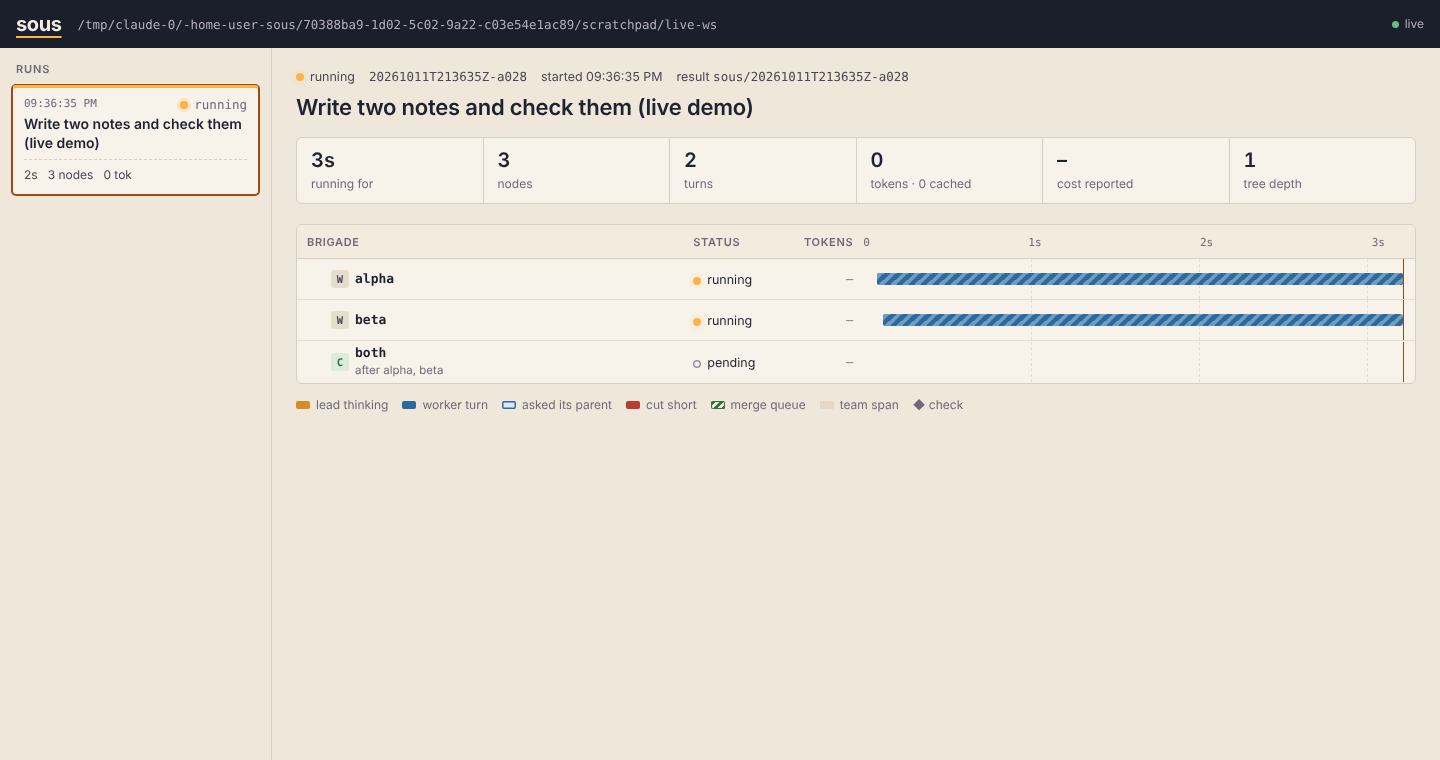 sous /tmp/claude-0/-home-user-sous/70388ba9-1d02-5c02-9a22-c03e54e1ac89/scratchpad/live-ws live
RUNS
09:36:35 PM running
Write two notes and check them
(live demo)
2s 3 nodes 0 tok
running 20261011T213635Z-a028 started 09:36:35 PM result sous/20261011T213635Z-a028
Write two notes and check them (live demo)
3s 3 2 0 – 1
running for nodes turns tokens · 0 cached cost reported tree depth
BRIGADE STATUS TOKENS 0 1s 2s 3s
W alpha running –
W beta running –
C both pending –
after alpha, beta
lead thinking worker turn asked its parent cut short merge queue team span check